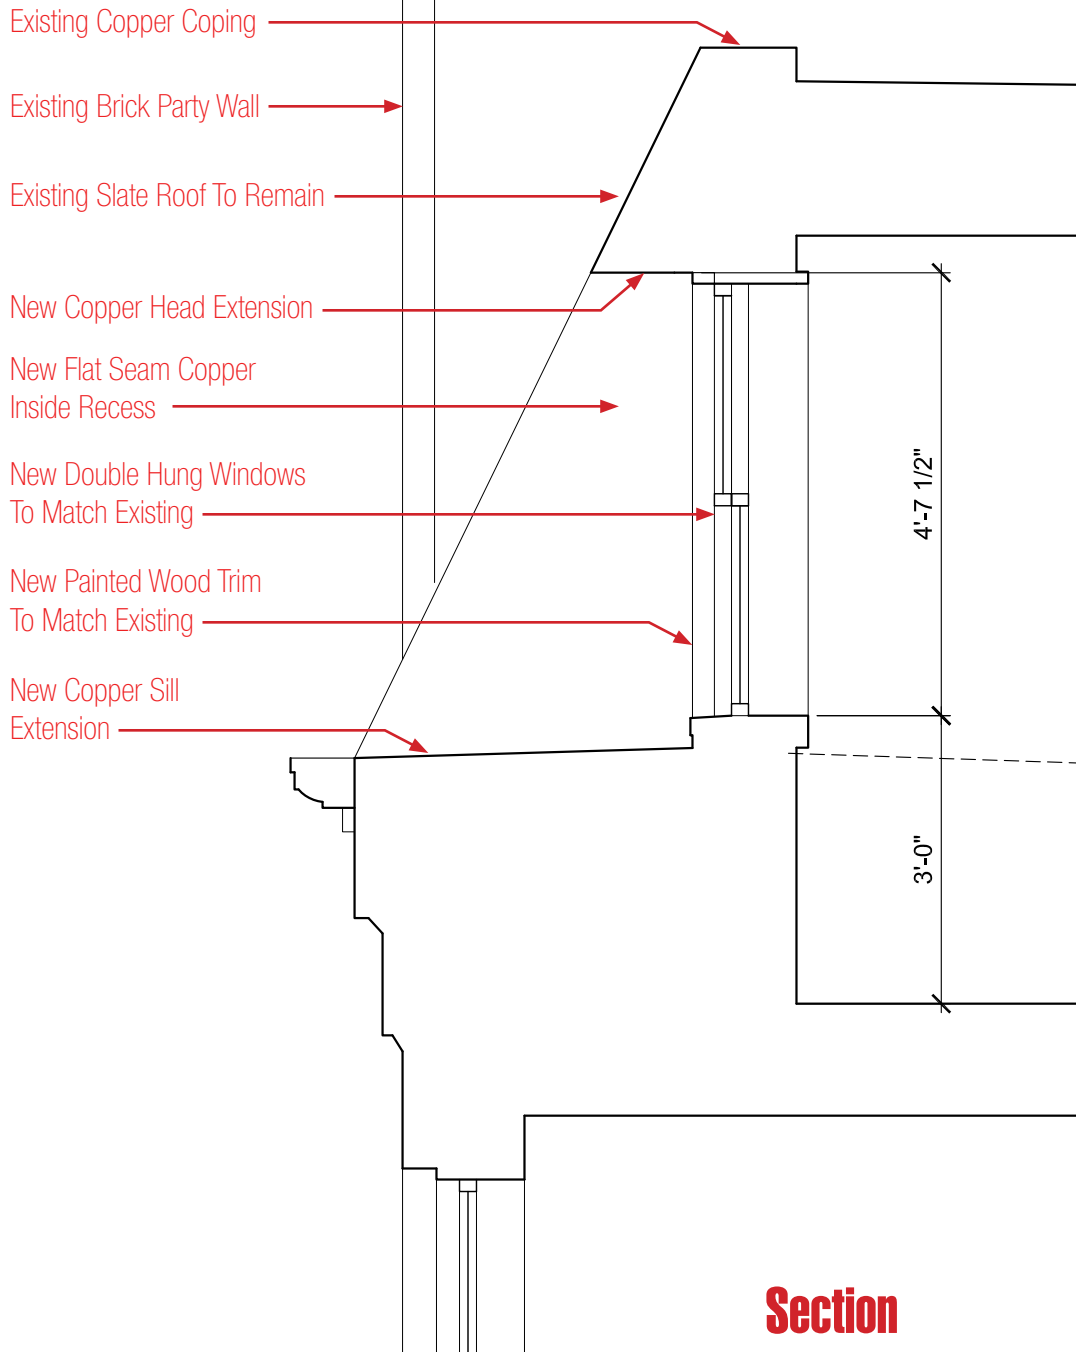 Existing Copper Coping
Existing Brick Party Wall
Existing Slate Roof To Remain
New Copper Head Extension
New Flat Seam Copper
Inside Recess
New Double Hung Windows
To Match Existing
New Painted Wood Trim
To Match Existing
New Copper Sill
Extension
4'-7 1/2"
3'-0"
Section